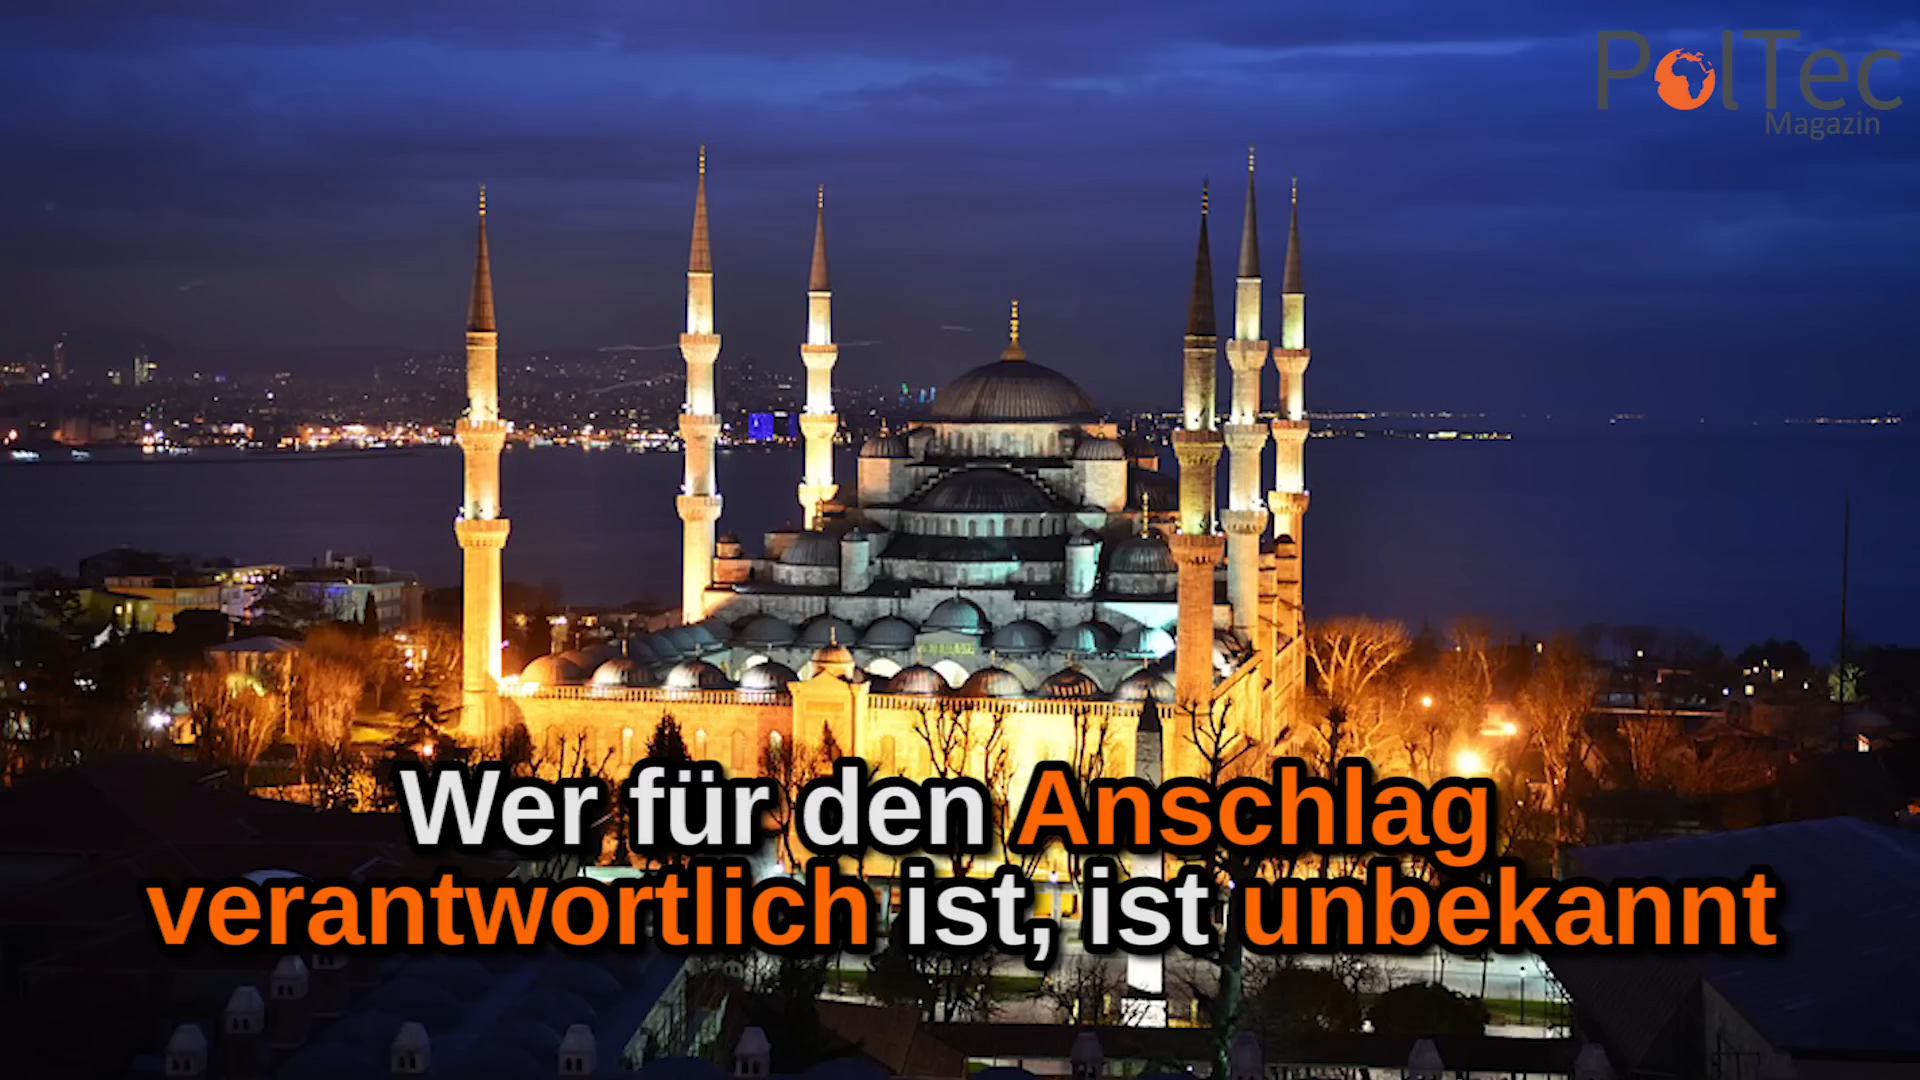 PolTec
Magazin
Wer für den Anschlag
verantwortlich ist, ist unbekannt